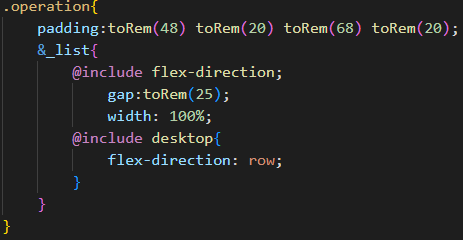 .operation{
    padding:toRem(48) toRem(20) toRem(68) toRem(20);
    &_list{
        @include flex-direction;
            gap:toRem(25);
            width: 100%;
        @include desktop{
            flex-direction: row;
        }
    }
}